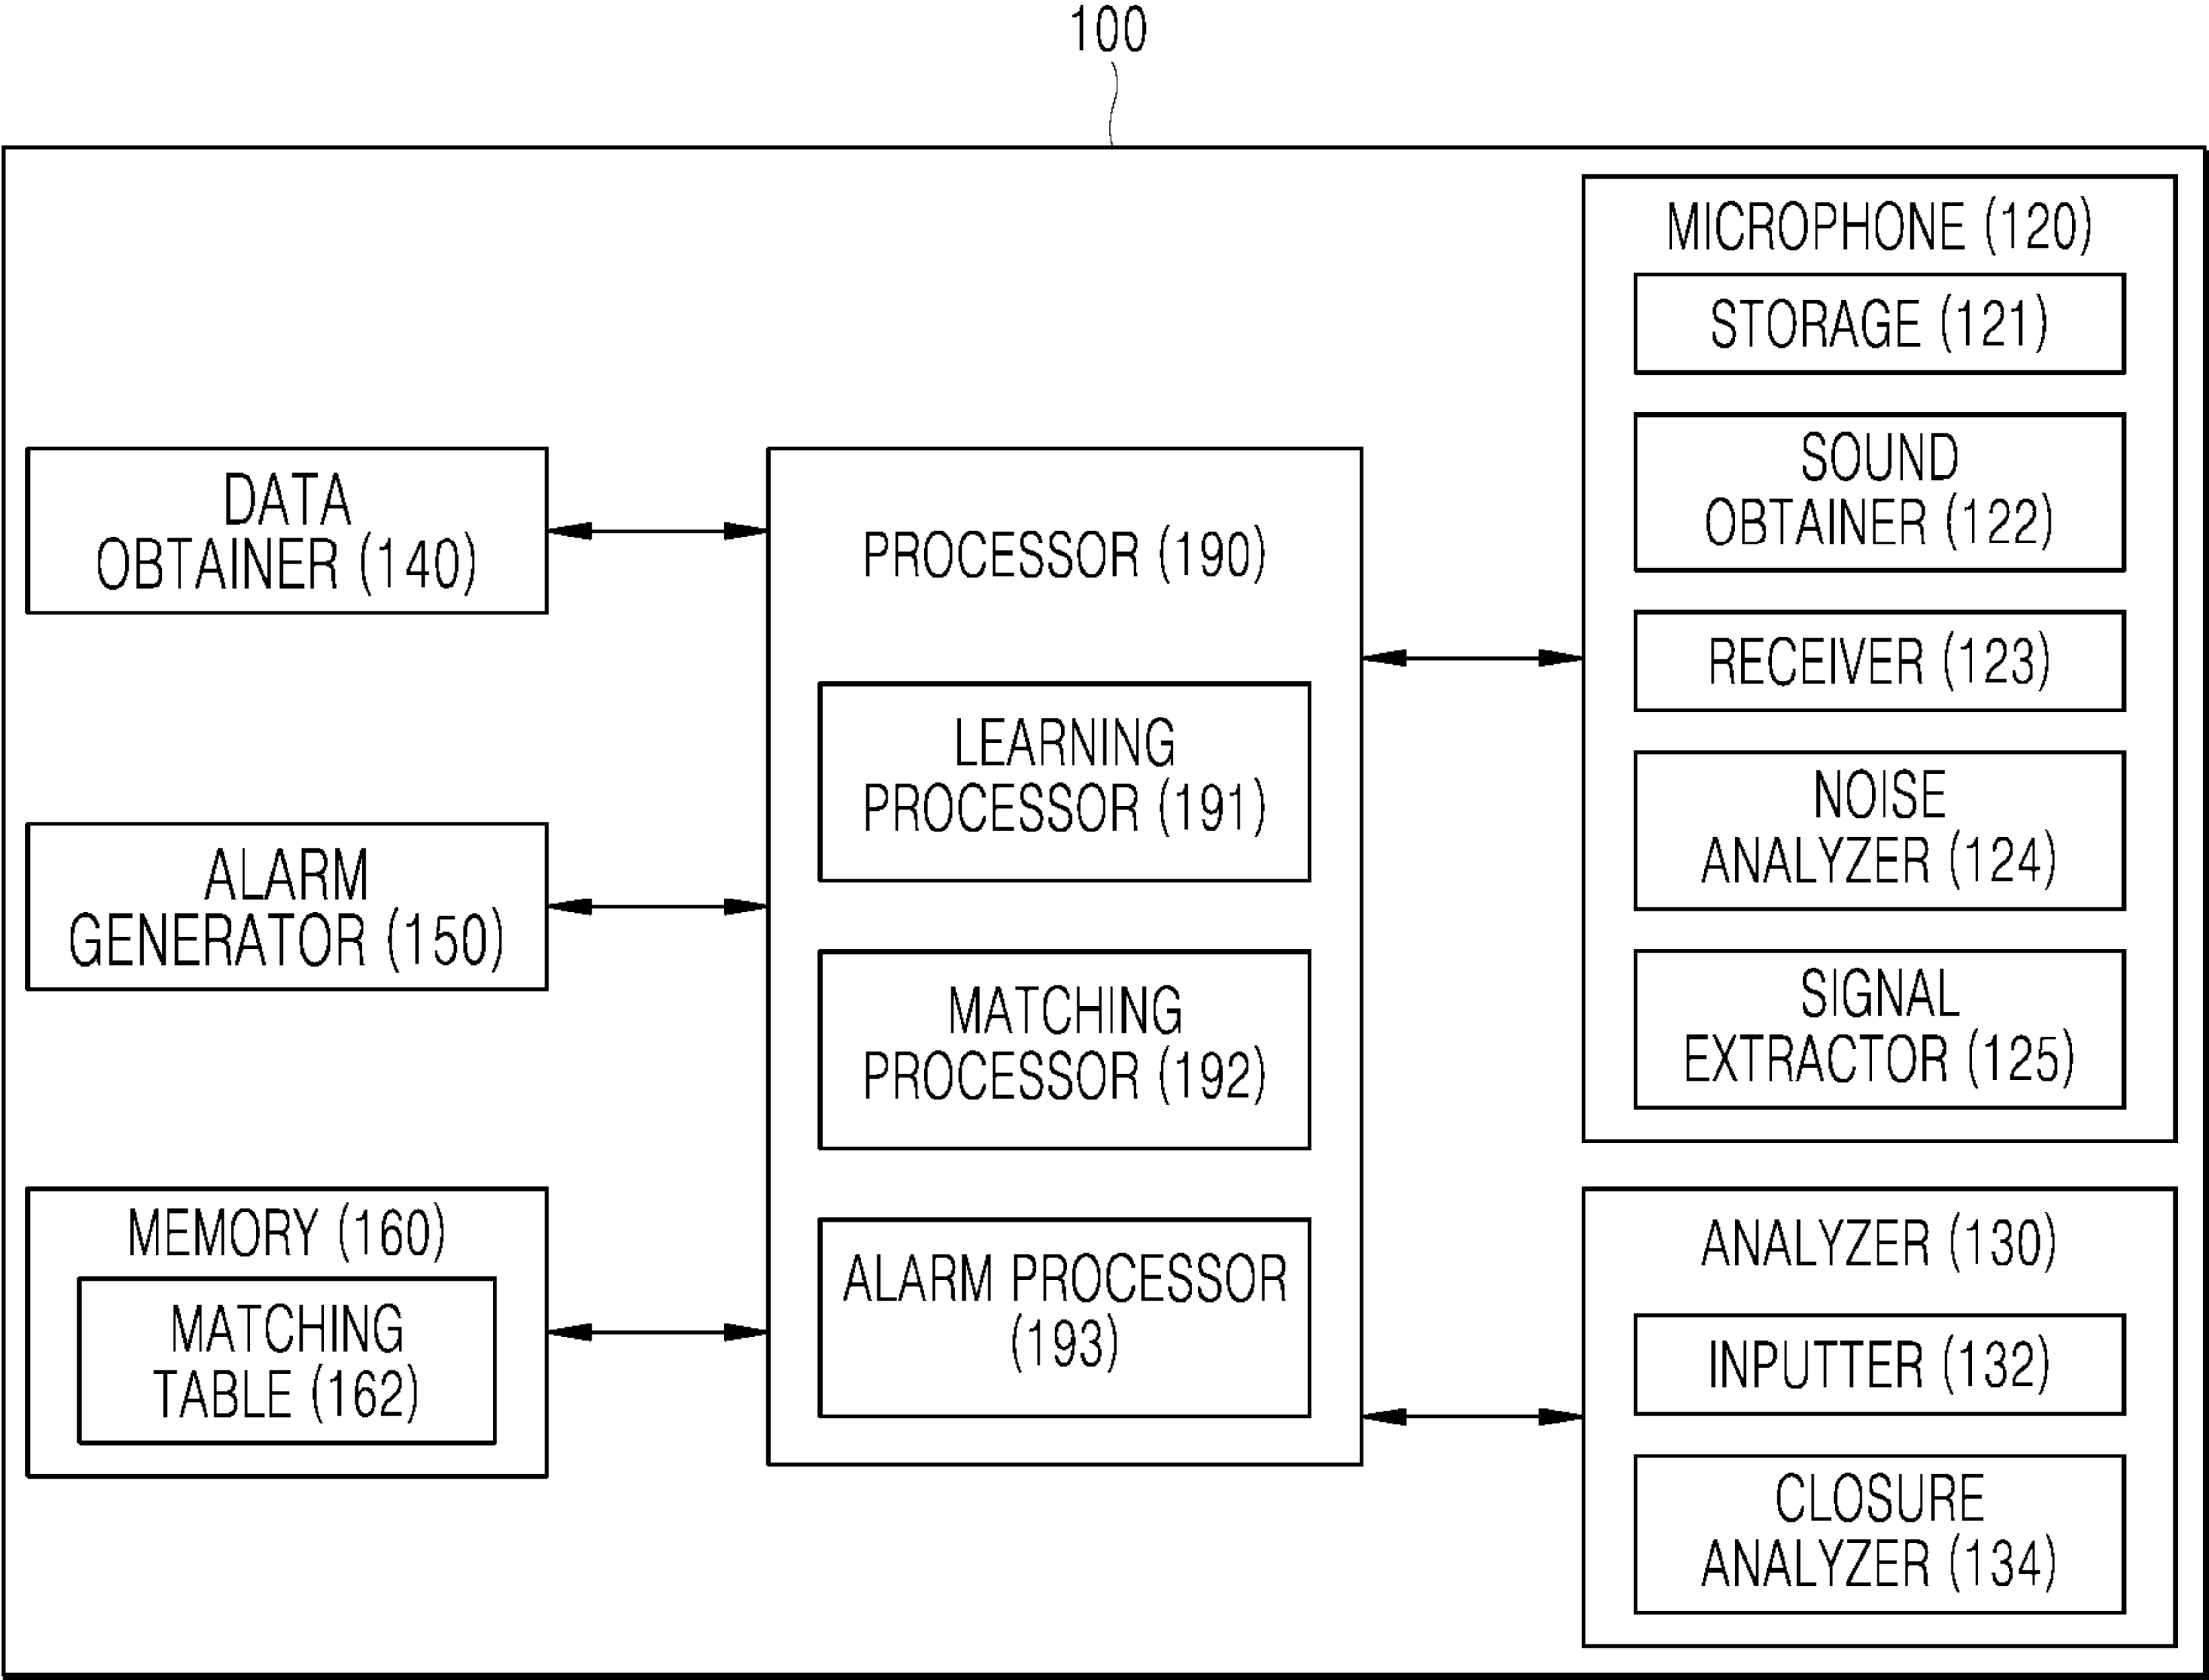 100
MICROPHONE (120)
STORAGE (121)
SOUND
OBTAINER (122)
RECEIVER (123)
NOISE
ANALYZER (124)
SIGNAL
EXTRACTOR (125)
DATA
OBTAINER (140)
ALARM
GENERATOR (150)
MEMORY (160)
MATCHING
TABLE (162)
PROCESSOR (190)
LEARNING
PROCESSOR (191)
MATCHING
PROCESSOR (192)
ALARM PROCESSOR
(193)
ANALYZER (130)
INPUTTER (132)
CLOSURE
ANALYZER (134)